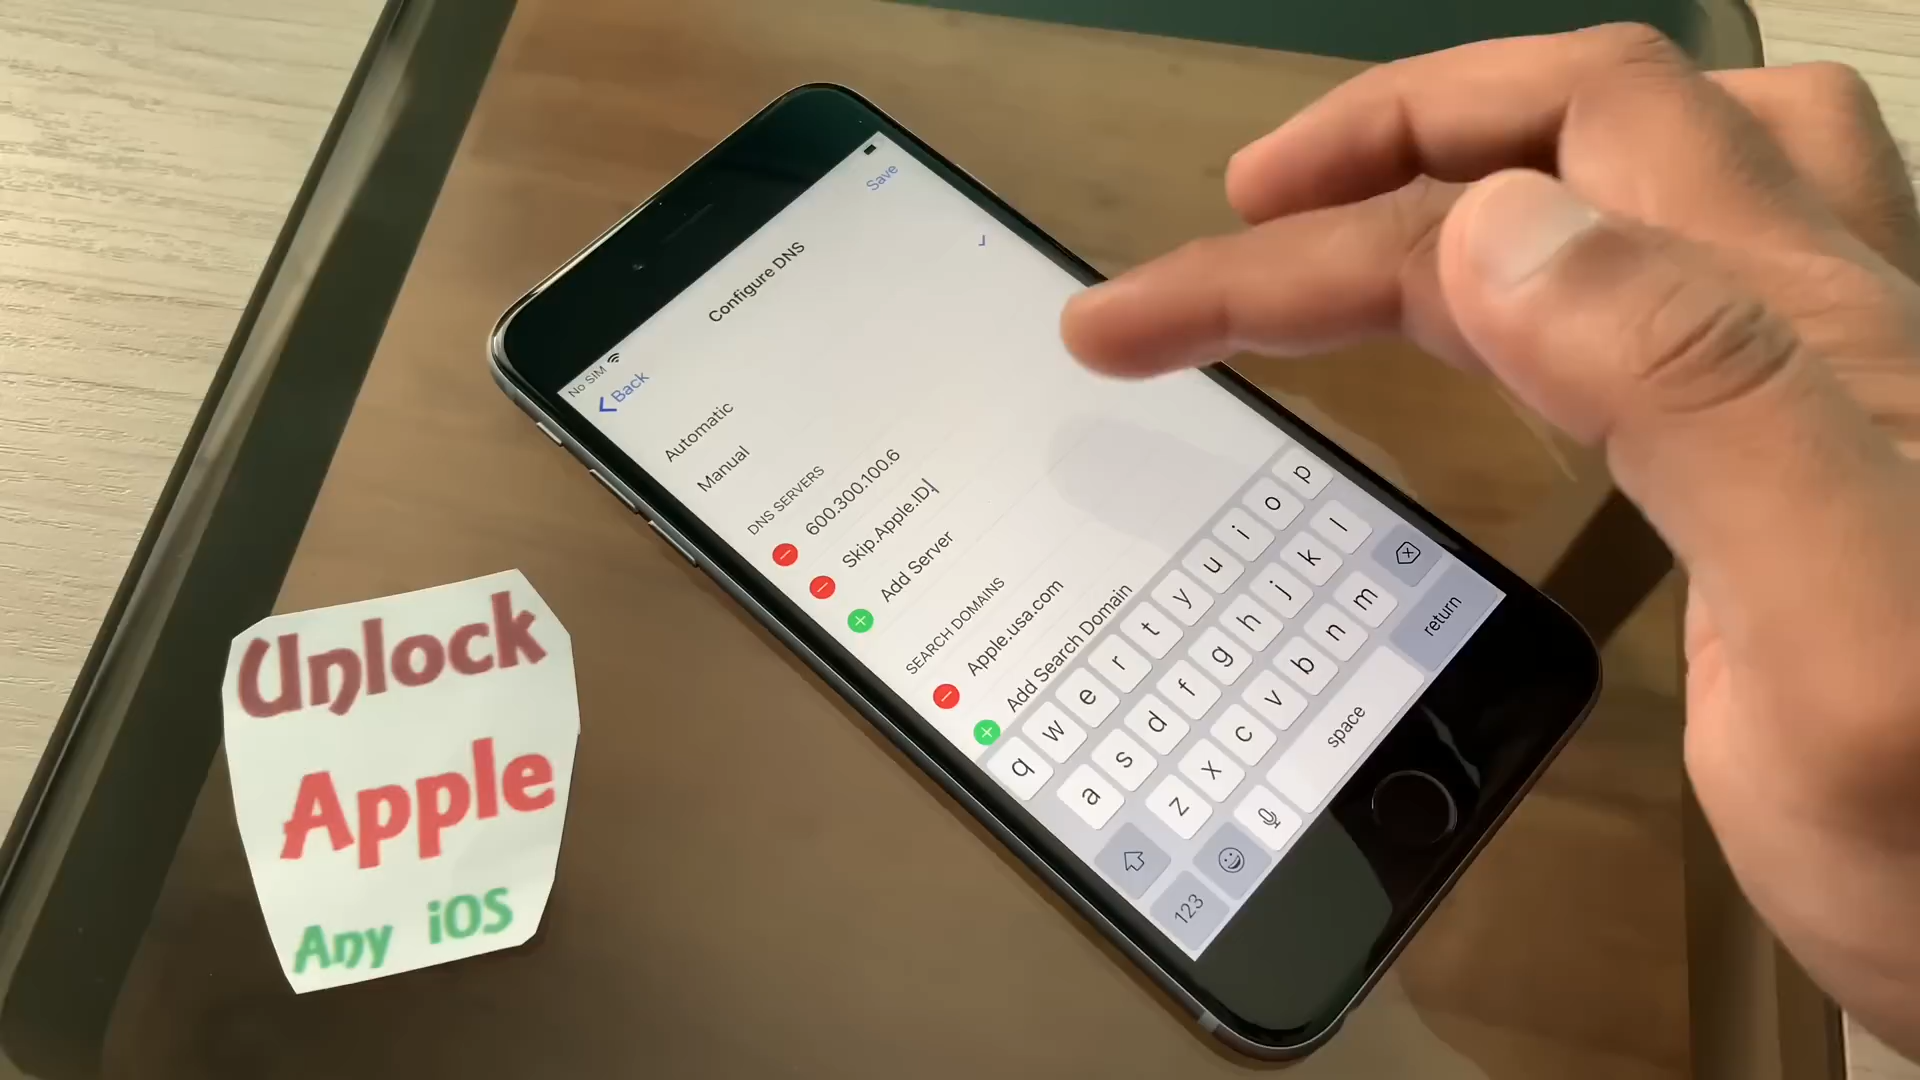 No SIM
Save
Back
Configure DNS
Automatic
Manual
DNS SERVERS
600.300.100.6
Skip.Apple.ID.
Add Server
SEARCH DOMAINS
Apple.usa.com
Add Search Domain
q w e r t y u i o p
a s d f g h j k l
z x c v b n m
123
space
return
Unlock
Apple
Any iOS